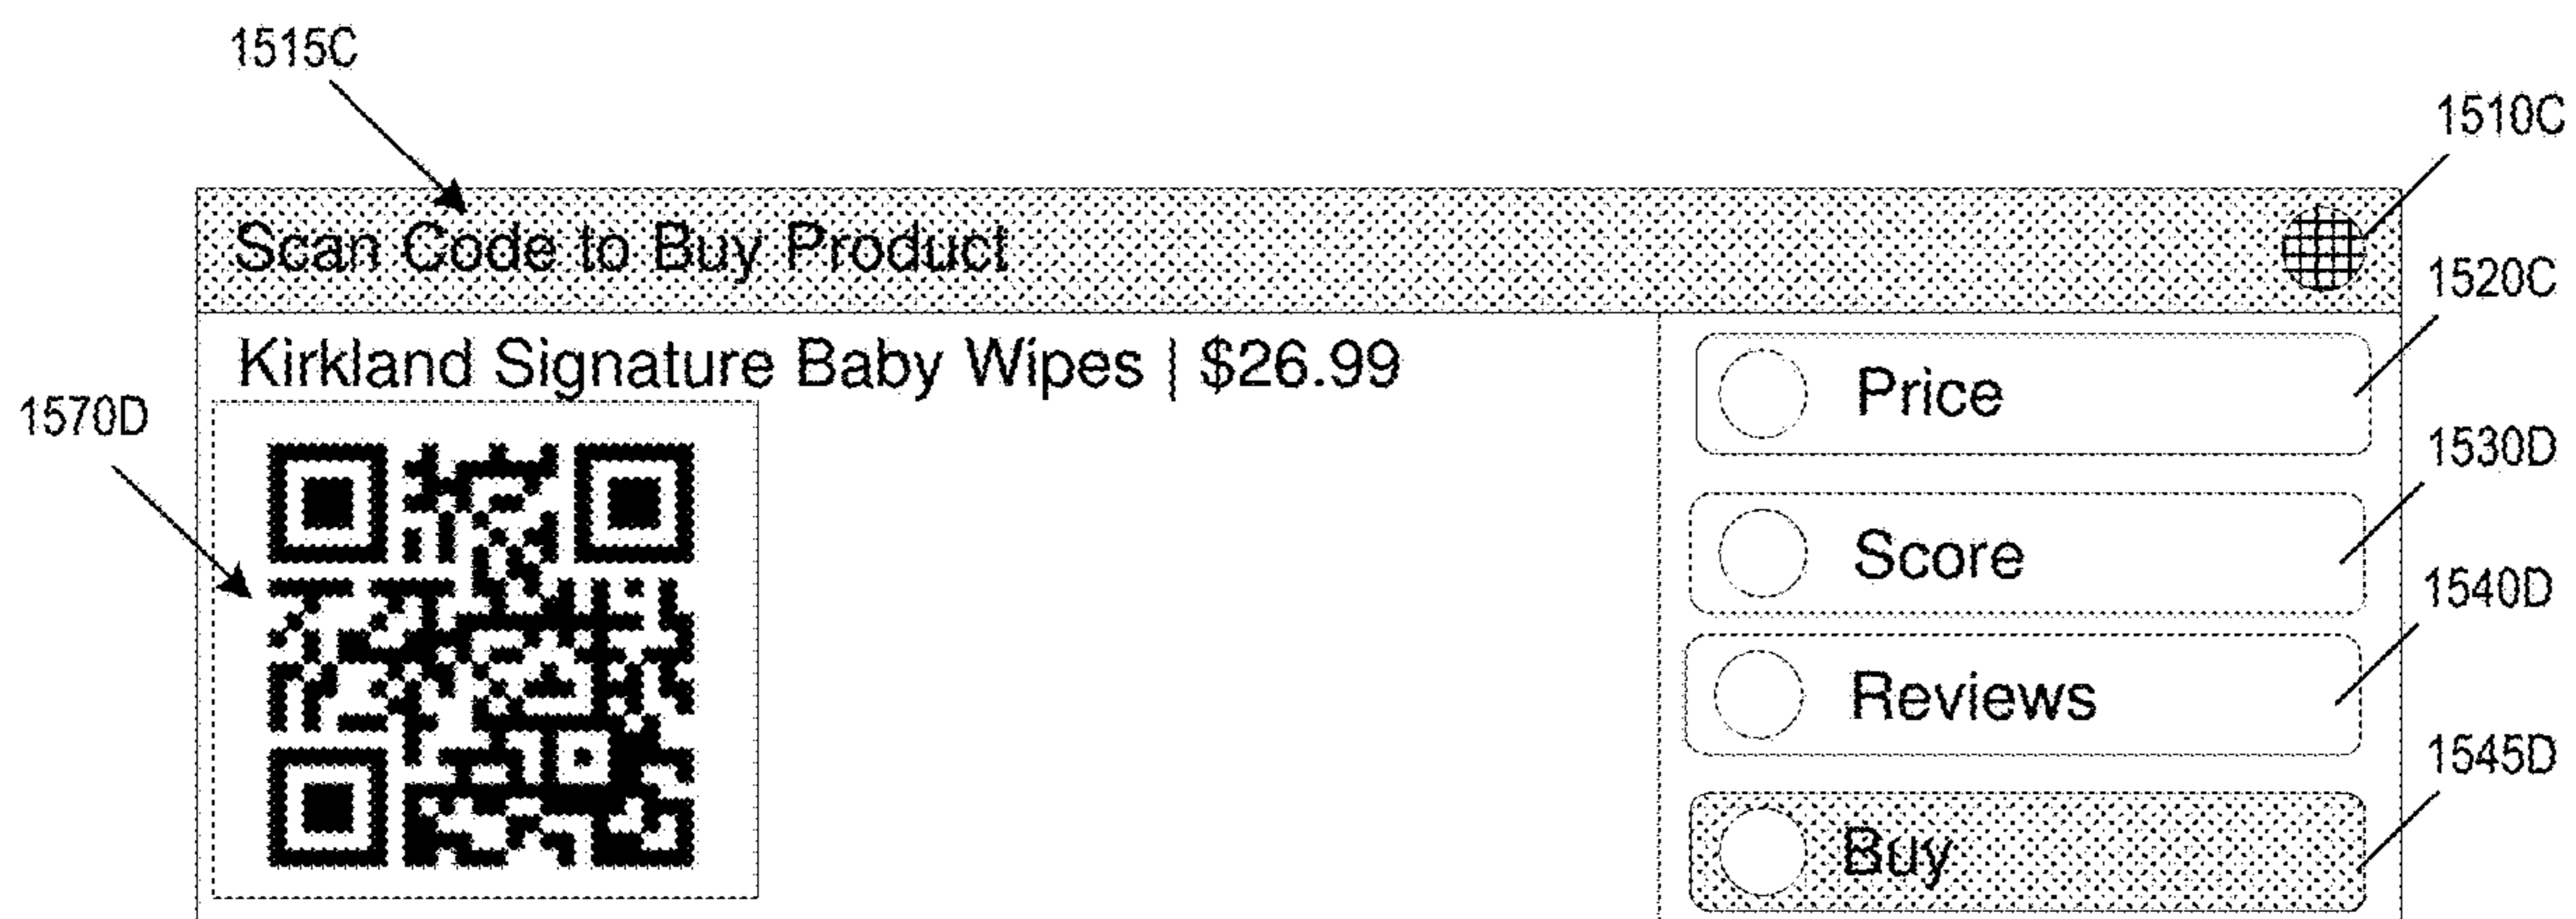 1515C
1510C
Scan Code to Buy Product
1520C
Kirkland Signature Baby Wipes | $26.99
Price
1570D
1530D
Score
1540D
Reviews
1545D
Buy